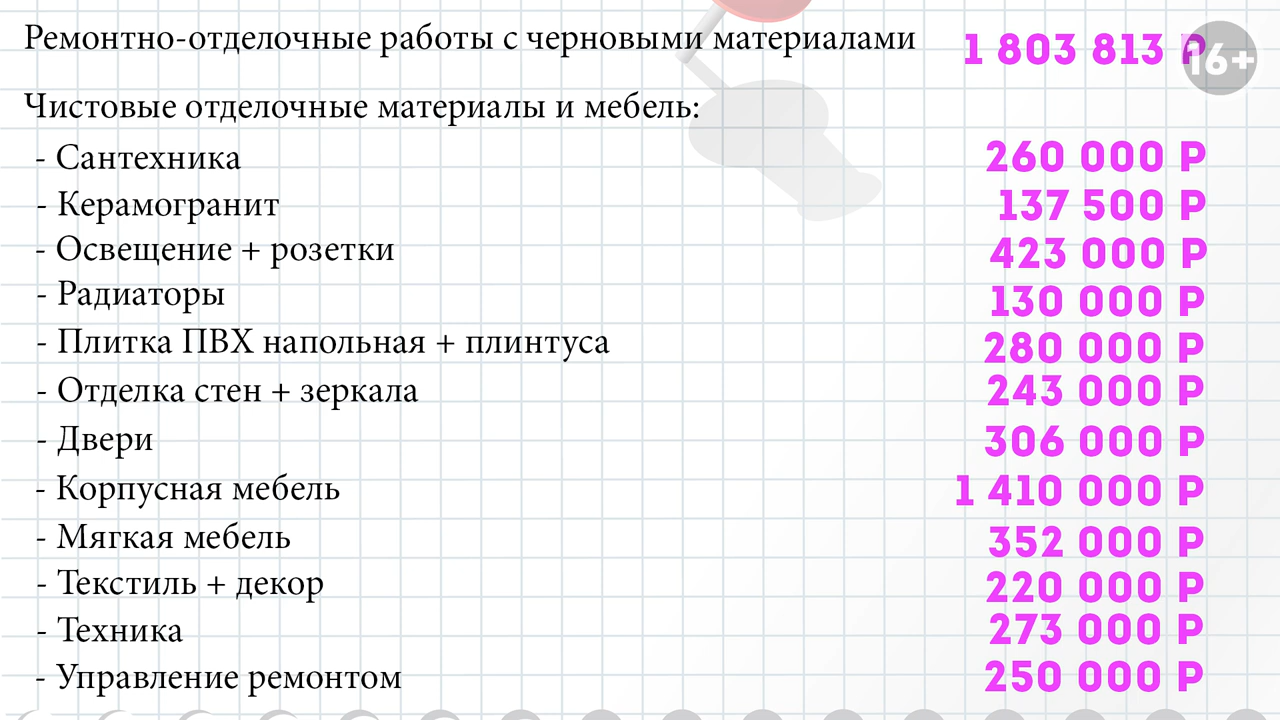 Ремонтно-отделочные работы с черновыми материалами 1 803 813 Р
16+
Чистовые отделочные материалы и мебель:
- Сантехника 260 000 Р
- Керамогранит 137 500 Р
- Освещение + розетки 423 000 Р
- Радиаторы 130 000 Р
- Плитка ПВХ напольная + плинтуса 280 000 Р
- Отделка стен + зеркала 243 000 Р
- Двери 306 000 Р
- Корпусная мебель 1 410 000 Р
- Мягкая мебель 352 000 Р
- Текстиль + декор 220 000 Р
- Техника 273 000 Р
- Управление ремонтом 250 000 Р